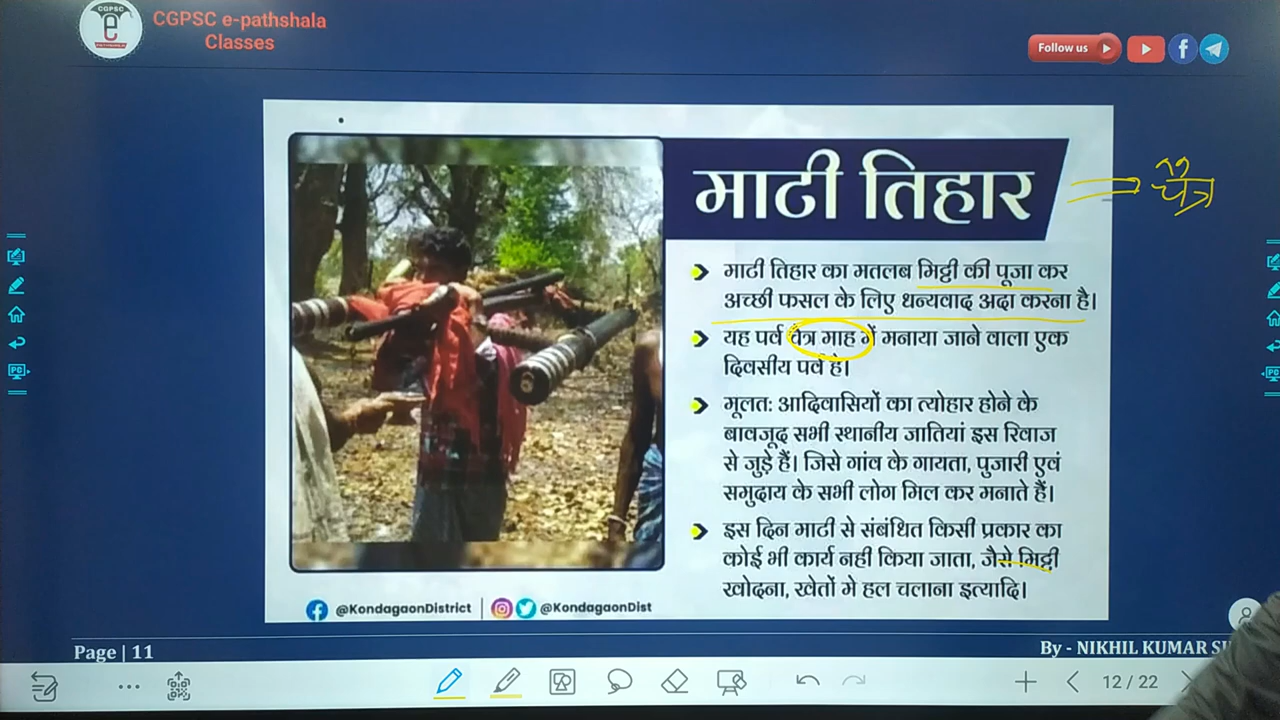 CGPSC e-pathshala
Classes
CGPSC
e
Follow us
माटी तिहार
चैत्र
माटी तिहार का मतलब मिट्टी की पूजा कर
अच्छी फसल के लिए धन्यवाद अदा करना है।
यह पर्व चैत्र माह में मनाया जाने वाला एक
दिवसीय पर्व है।
मूलत: आदिवासियों का त्योहार होने के
बावजूद सभी स्थानीय जातियां इस रिवाज
से जुड़े हैं। जिसे गांव के गायता, पुजारी एवं
समुदाय के सभी लोग मिल कर मनाते हैं।
इस दिन माटी से संबंधित किसी प्रकार का
कोई भी कार्य नही किया जाता, जैसे मिट्टी
खोदना, खेतों मे हल चलाना इत्यादि।
@KondagaonDistrict
@KondagaonDist
Page | 11
By - NIKHIL KUMAR
12 / 22